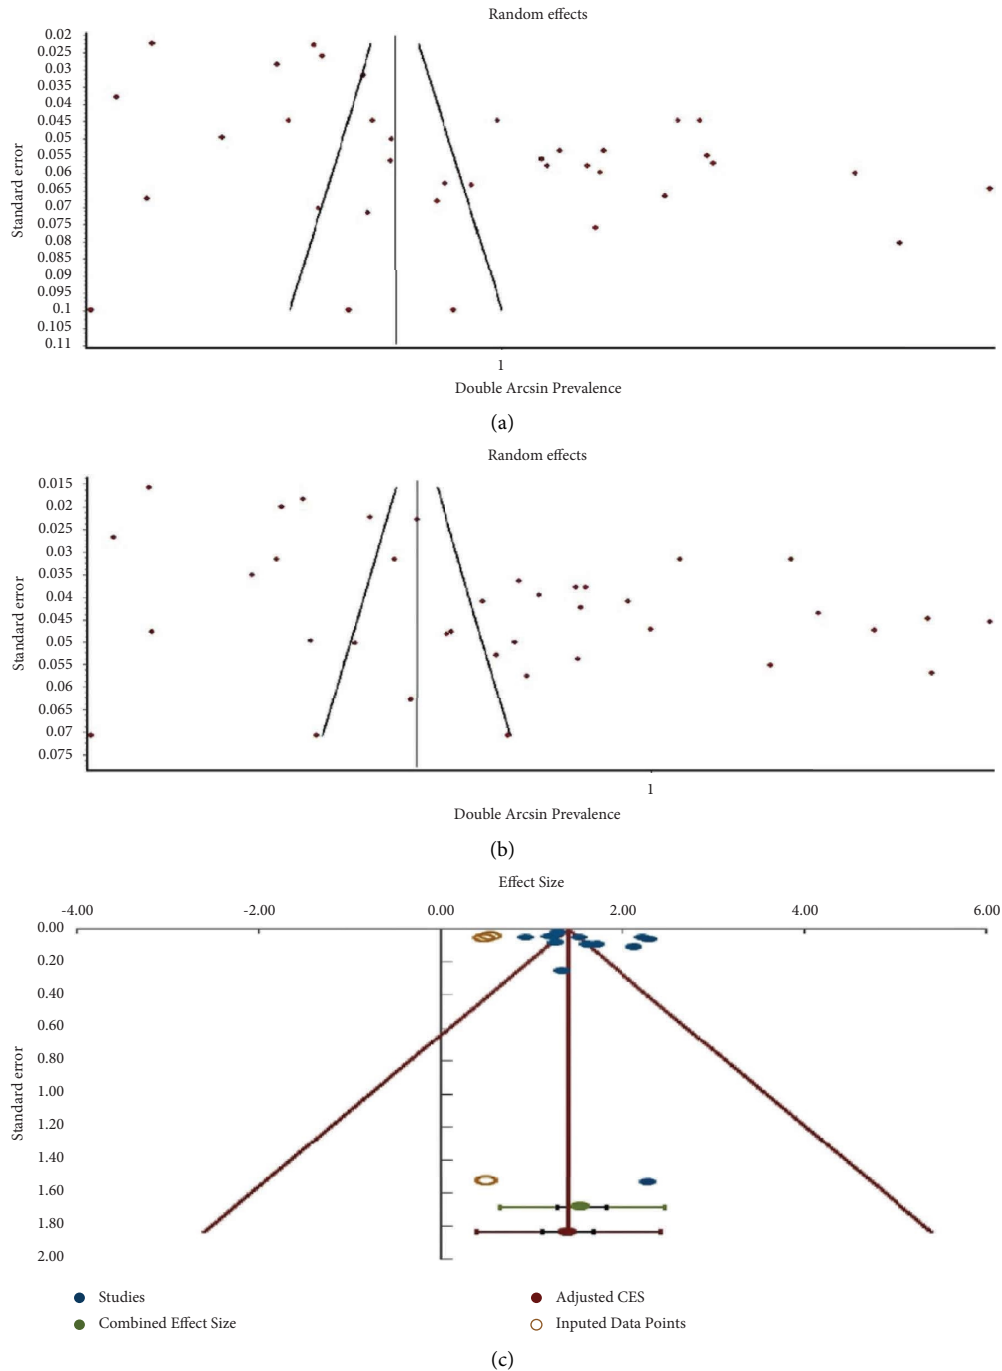 Random effects
0.02
0.025
0.03
0.035
0.04
0.045
0.05
0.055
0.06
0.065
0.07
0.075
0.08
0.085
0.09
0.095
0.1
0.105
0.11
Standard error
1
Double Arcsin Prevalence
(a)
Random effects
0.015
0.02
0.025
0.03
0.035
0.04
0.045
0.05
0.055
0.06
0.065
0.07
0.075
Standard error
1
Double Arcsin Prevalence
(b)
Effect Size
-4.00 -2.00 0.00 2.00 4.00 6.00
0.00
0.20
0.40
0.60
0.80
1.00
1.20
1.40
1.60
1.80
2.00
Standard error
Studies
Combined Effect Size
Adjusted CES
Inputed Data Points
(c)